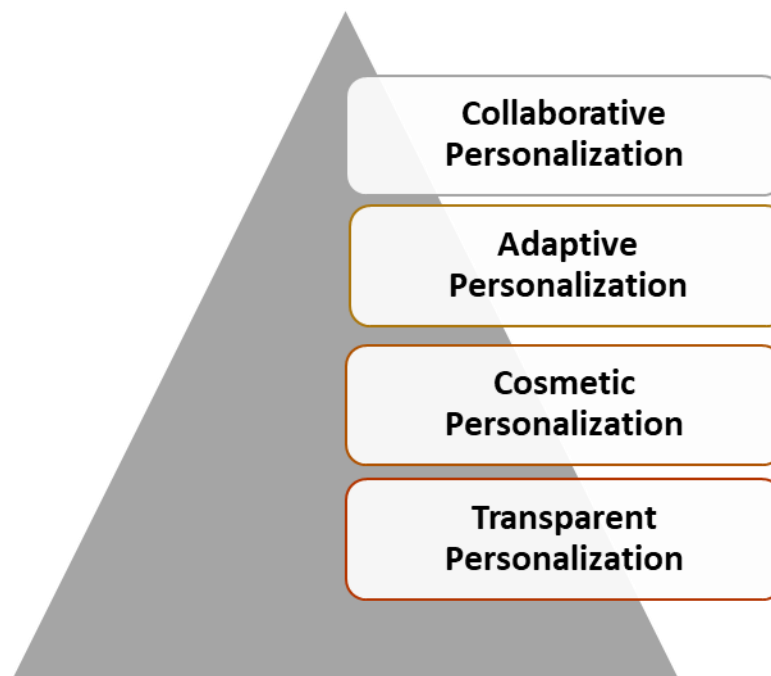 Collaborative
Personalization
Adaptive
Personalization
Cosmetic
Personalization
Transparent
Personalization